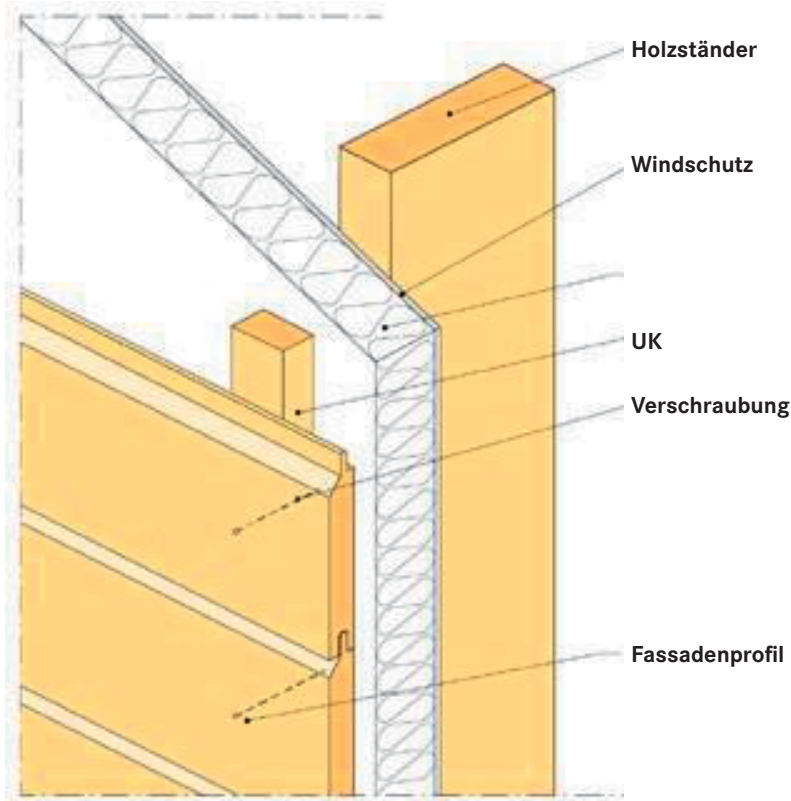 Holzständer
Windschutz
UK
Verschraubung
Fassadenprofil